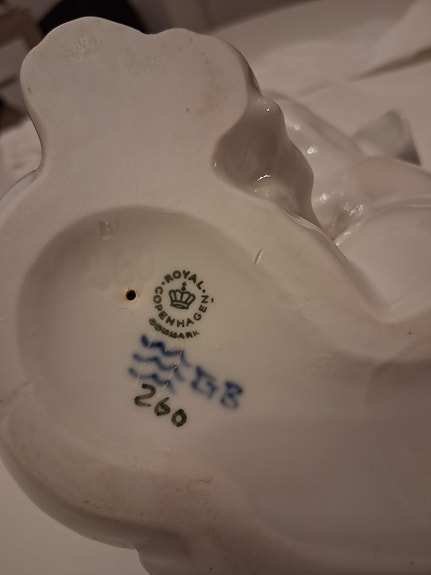 ROYAL
COPENHAGEN
DENMARK
260